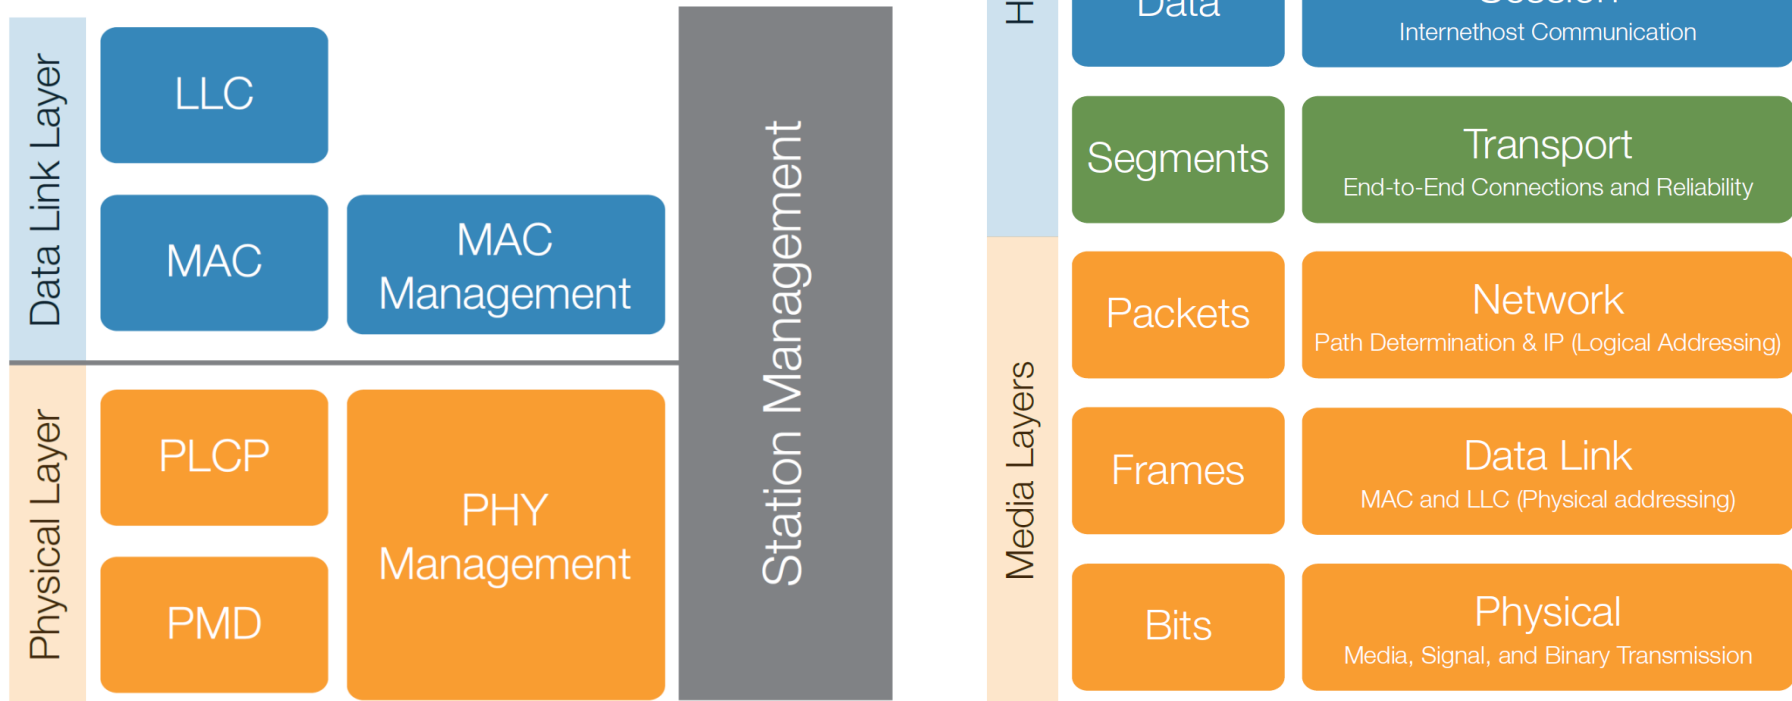 Data Link Layer
LLC
MAC
MAC
Management
Physical Layer
PLCP
PMD
PHY
Management
Station Management
H
Data
Session
Internethost Communication
Segments
Transport
End-to-End Connections and Reliability
Media Layers
Packets
Network
Path Determination & IP (Logical Addressing)
Frames
Data Link
MAC and LLC (Physical addressing)
Bits
Physical
Media, Signal, and Binary Transmission